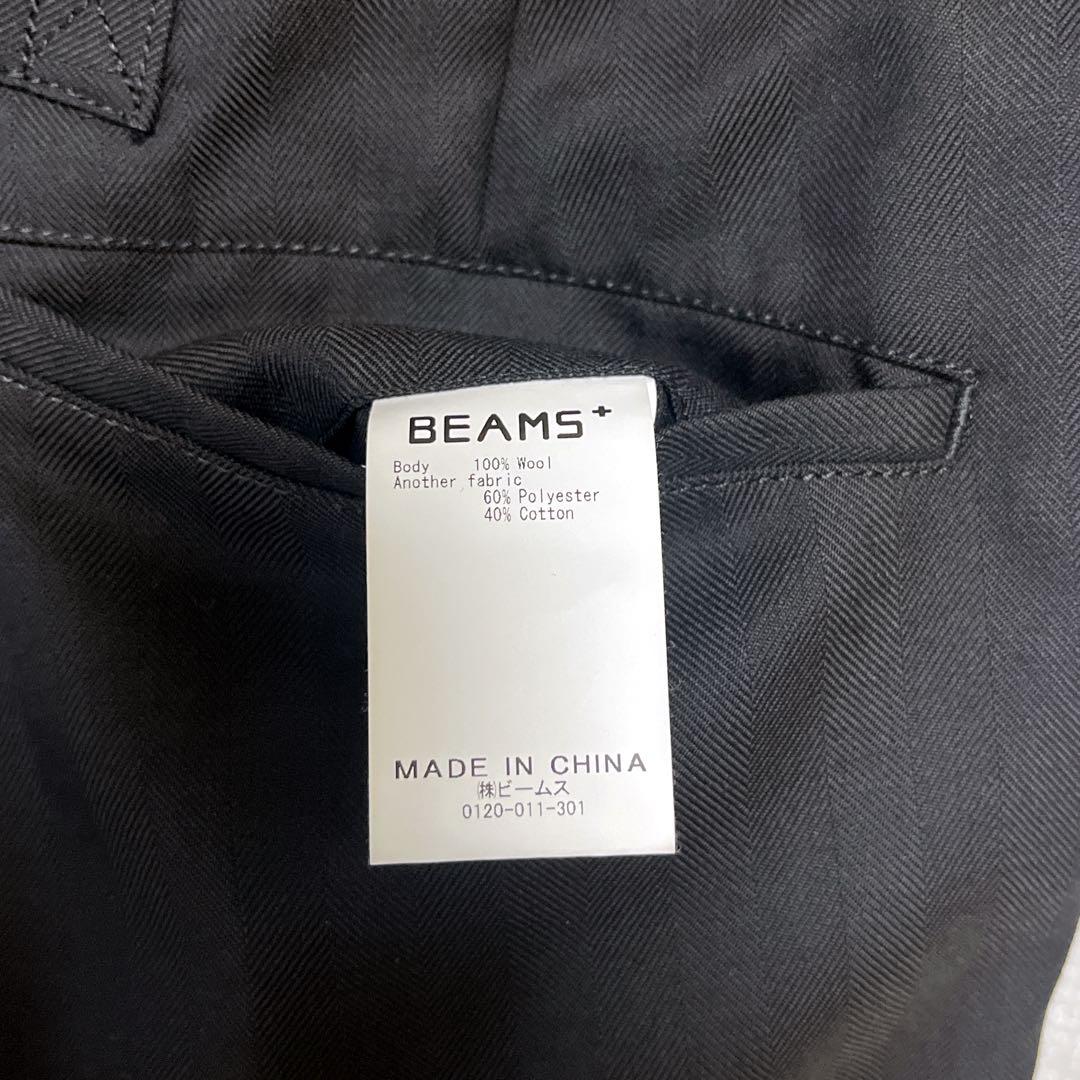 BEAMS+
Body 100% Wool
Another fabric
60% Polyester
40% Cotton
MADE IN CHINA
㈱ビームス
0120-011-301